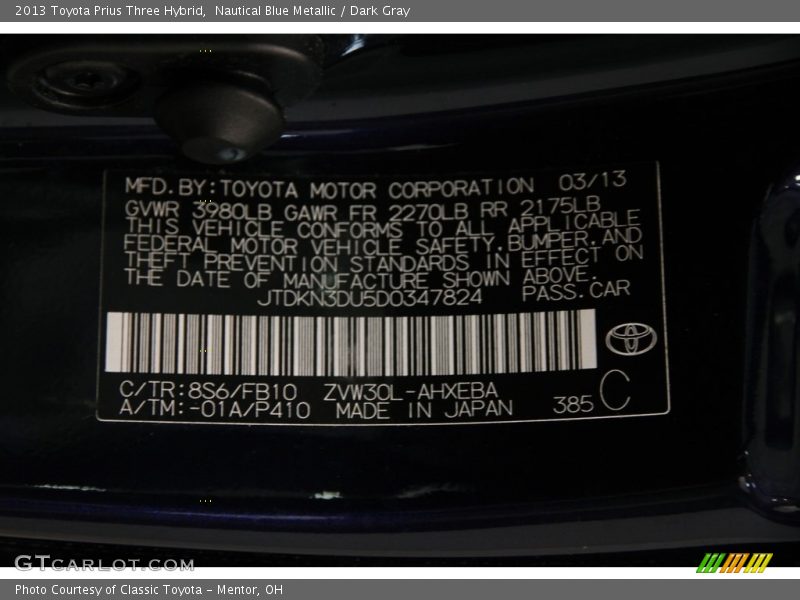 2013 Toyota Prius Three Hybrid,  Nautical Blue Metallic / Dark Gray
MFD.BY:TOYOTA MOTOR CORPORATION 03/13
GVWR 3980LB GAWR FR 2270LB RR 2175LB
THIS VEHICLE CONFORMS TO ALL APPLICABLE
FEDERAL MOTOR VEHICLE SAFETY,BUMPER,AND
THEFT PREVENTION STANDARDS IN EFFECT ON
THE DATE OF MANUFACTURE SHOWN ABOVE.
JTDKN3DU5D0347824 PASS.CAR
C/TR:8S6/FB10 ZVW30L-AHXEBA
A/TM:-01A/P410 MADE IN JAPAN 385 C
GTCARLOT.COM
Photo Courtesy of Classic Toyota - Mentor, OH